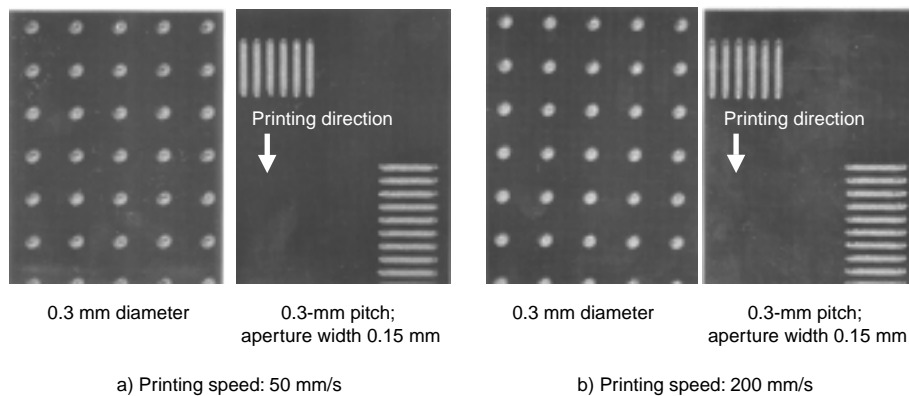 Printing direction
Printing direction
0.3 mm diameter
0.3-mm pitch;
aperture width 0.15 mm
0.3 mm diameter
0.3-mm pitch;
aperture width 0.15 mm
a) Printing speed: 50 mm/s
b) Printing speed: 200 mm/s